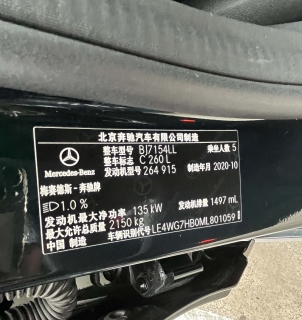 北京奔驰汽车有限公司制造
整车型号 BJ7154LL 乘坐人数 5
整车标志 C 260 L
发动机型号 264 915 制造年月 2020-10
Mercedes-Benz
梅赛德斯-奔驰牌
1.0 %
发动机最大净功率 135 kW 发动机排量 1497 mL
最大允许总质量 2150 kg
中国 制造 车辆识别代号 LE4WG7HB0ML801059